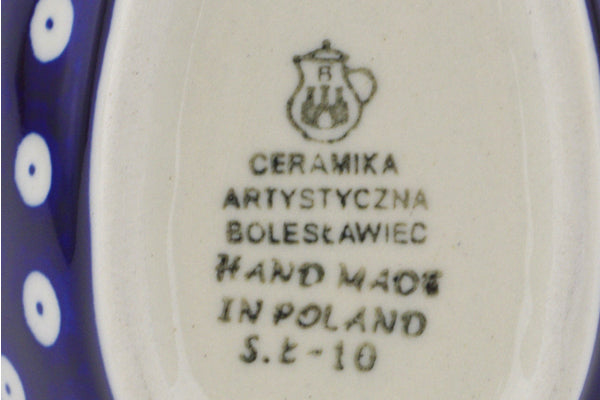 R
CERAMIKA
ARTYSTYCZNA
BOLESŁAWIEC
HAND MADE
IN POLAND
S.Ł-10